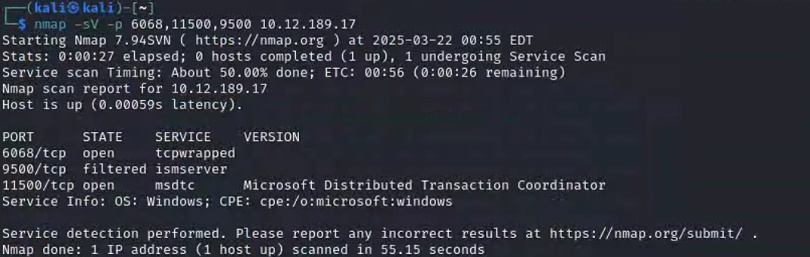 ┌──(kali㉿kali)-[~]
└─$ nmap -sV -p 6068,11500,9500 10.12.189.17
Starting Nmap 7.94SVN ( https://nmap.org ) at 2025-03-22 00:55 EDT
Stats: 0:00:27 elapsed; 0 hosts completed (1 up), 1 undergoing Service Scan
Service scan Timing: About 50.00% done; ETC: 00:56 (0:00:26 remaining)
Nmap scan report for 10.12.189.17
Host is up (0.00059s latency).
PORT      STATE    SERVICE    VERSION
6068/tcp  open     tcpwrapped
9500/tcp  filtered ismserver
11500/tcp open     msdtc      Microsoft Distributed Transaction Coordinator
Service Info: OS: Windows; CPE: cpe:/o:microsoft:windows
Service detection performed. Please report any incorrect results at https://nmap.org/submit/ .
Nmap done: 1 IP address (1 host up) scanned in 55.15 seconds